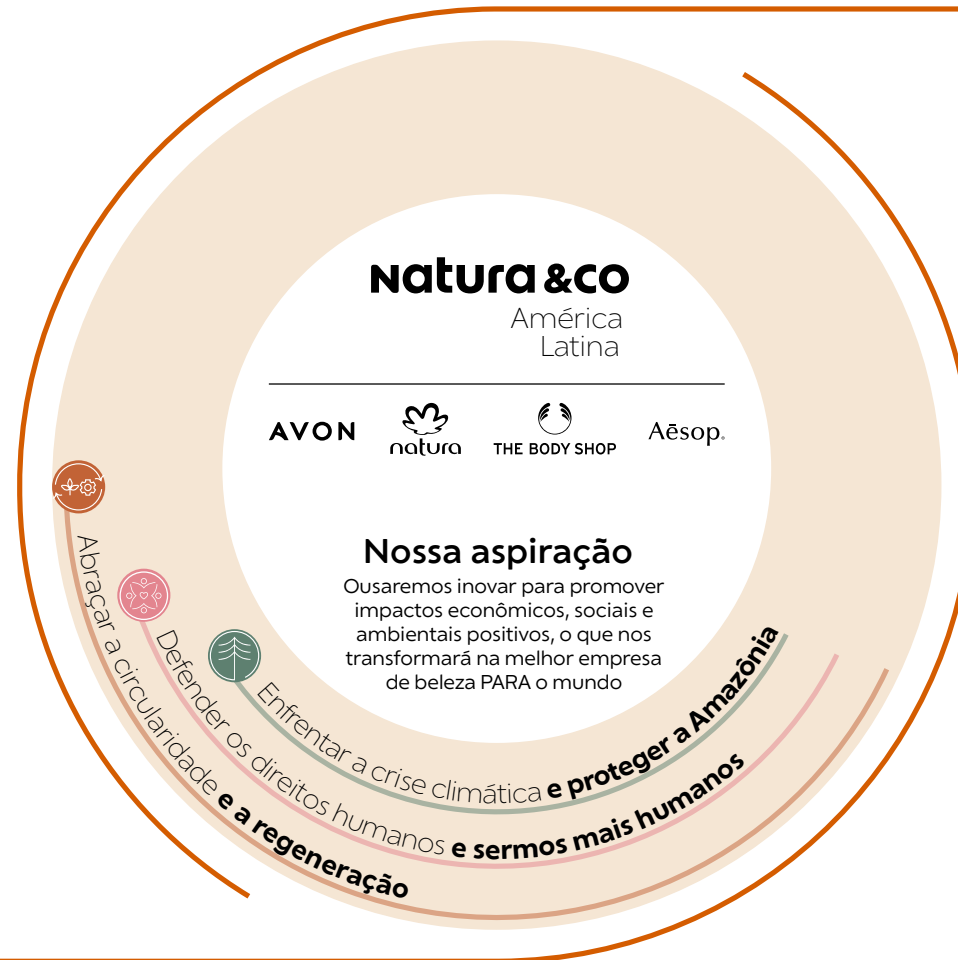 natura &co
América
Latina
AVON
natura
THE BODY SHOP
Aēsop.
Nossa aspiração
Ousaremos inovar para promover
impactos econômicos, sociais e
ambientais positivos, o que nos
transformará na melhor empresa
de beleza PARA o mundo
Enfrentar a crise climática e proteger a Amazônia
Defender os direitos humanos e sermos mais humanos
Abraçar a circularidade e a regeneração